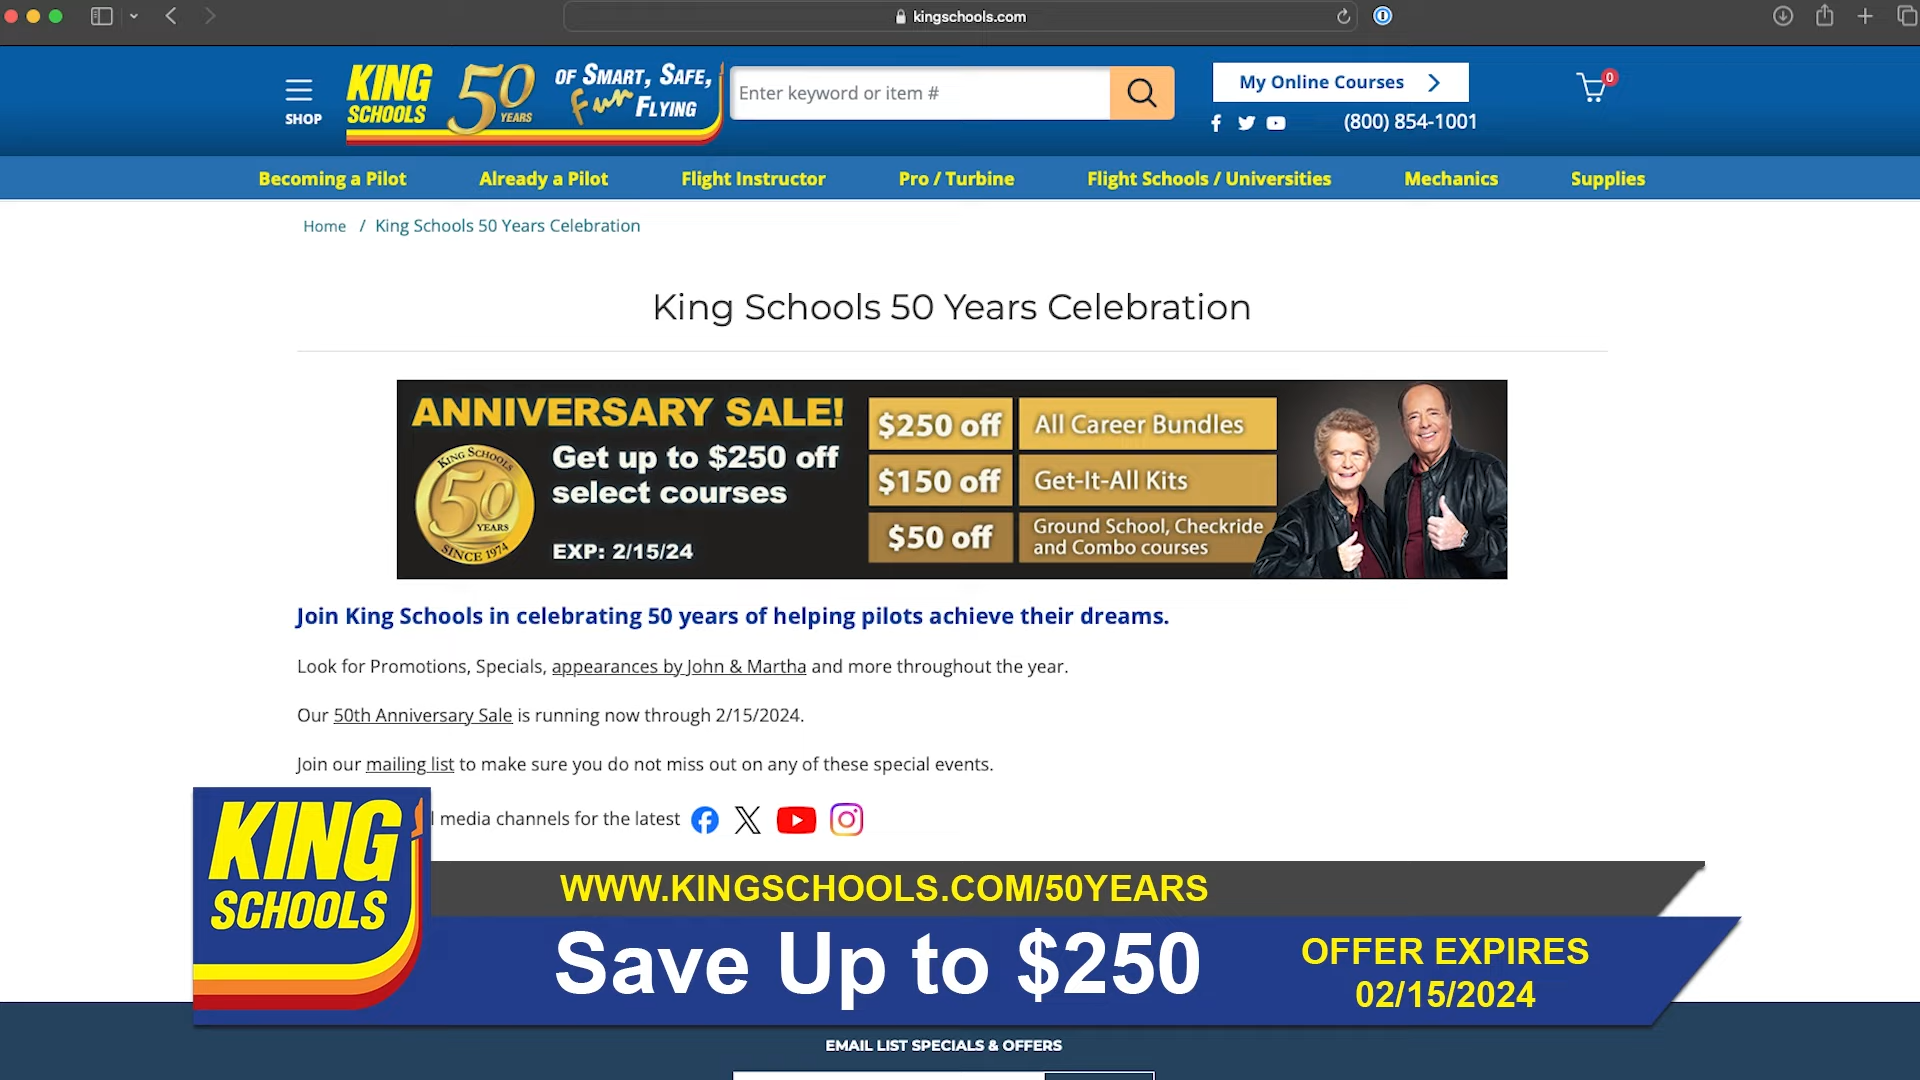 kingschools.com
SHOP
KING SCHOOLS
50 YEARS
OF SMART, SAFE,
Fun FLYING
Enter keyword or item #
My Online Courses
0
(800) 854-1001
Becoming a Pilot
Already a Pilot
Flight Instructor
Pro / Turbine
Flight Schools / Universities
Mechanics
Supplies
Home / King Schools 50 Years Celebration
King Schools 50 Years Celebration
ANNIVERSARY SALE!
KING SCHOOLS
50
YEARS
SINCE 1974
Get up to $250 off
select courses
EXP: 2/15/24
$250 off All Career Bundles
$150 off Get-It-All Kits
$50 off Ground School, Checkride
and Combo courses
Join King Schools in celebrating 50 years of helping pilots achieve their dreams.
Look for Promotions, Specials, appearances by John & Martha and more throughout the year.
Our 50th Anniversary Sale is running now through 2/15/2024.
Join our mailing list to make sure you do not miss out on any of these special events.
media channels for the latest
KING
SCHOOLS
WWW.KINGSCHOOLS.COM/50YEARS
Save Up to $250
OFFER EXPIRES
02/15/2024
EMAIL LIST SPECIALS & OFFERS